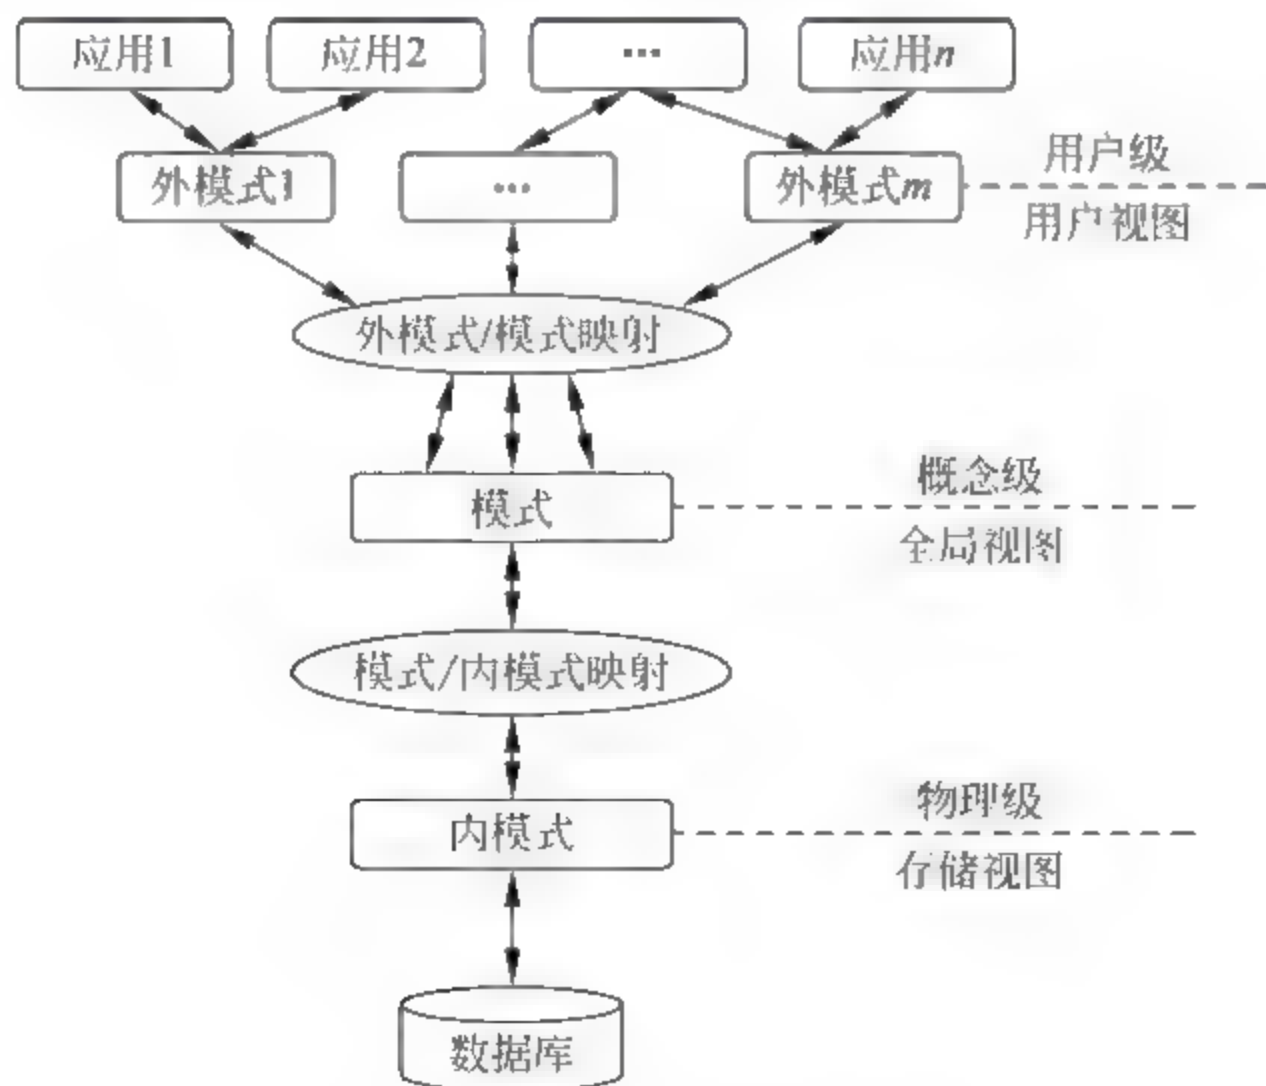 应用1 应用2 ... 应用n
外模式1 ... 外模式m
用户级
用户视图
外模式/模式映射
概念级
模式
全局视图
模式/内模式映射
物理级
内模式
存储视图
数据库